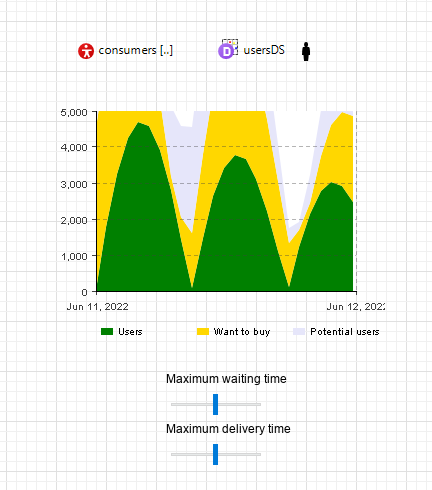 consumers [..]
D usersDS
5,000
4,000
3,000
2,000
1,000
0
Jun 11, 2022
Jun 12, 202
Users
Want to buy
Potential users
Maximum waiting time
Maximum delivery time